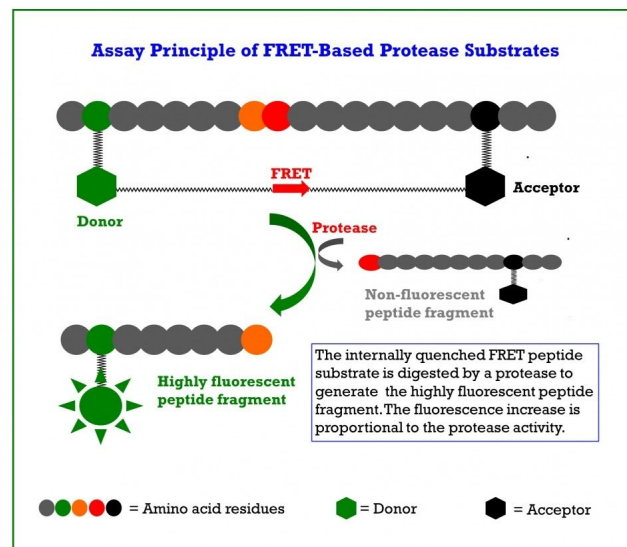 Assay Principle of FRET-Based Protease Substrates
FRET
Acceptor
Donor
Protease
Non-fluorescent
peptide fragment
Highly fluorescent
peptide fragment
The internally quenched FRET peptide
substrate is digested by a protease to
generate the highly fluorescent peptide
fragment. The fluorescence increase is
proportional to the protease activity.
= Amino acid residues
= Donor
= Acceptor